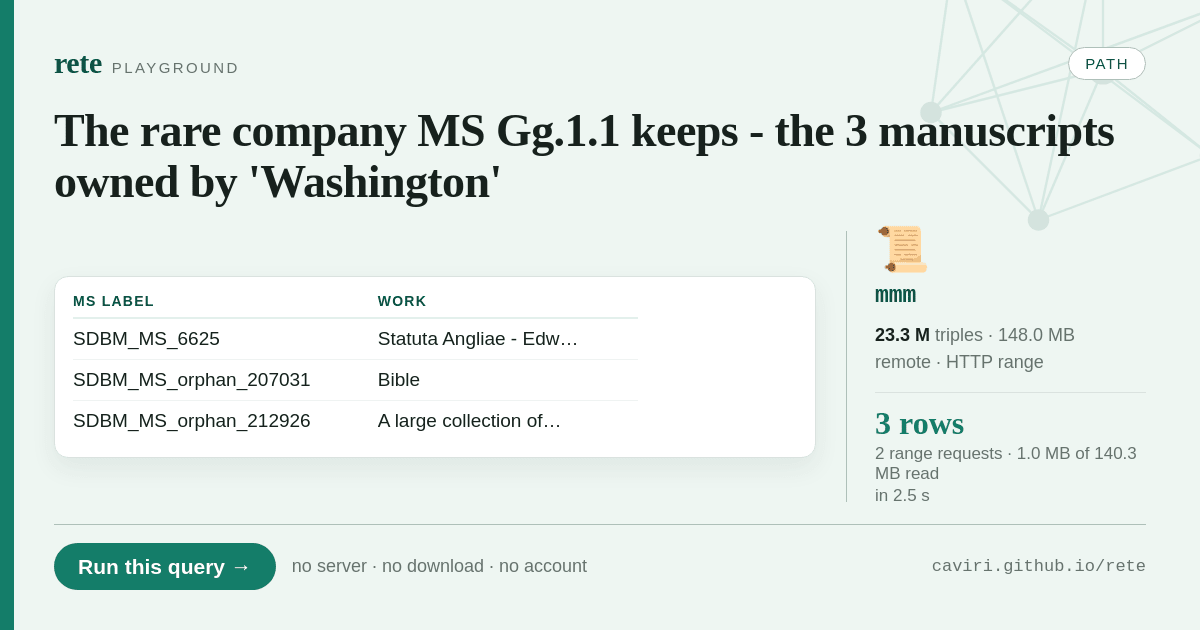 rete PLAYGROUND
PATH
The rare company MS Gg.1.1 keeps - the 3 manuscripts
owned by 'Washington'
MS LABEL WORK
SDBM_MS_6625 Statuta Angliae - Edw…
SDBM_MS_orphan_207031 Bible
SDBM_MS_orphan_212926 A large collection of…
mmm
23.3 M triples · 148.0 MB
remote · HTTP range
3 rows
2 range requests · 1.0 MB of 140.3
MB read
in 2.5 s
Run this query → no server · no download · no account
caviri.github.io/rete